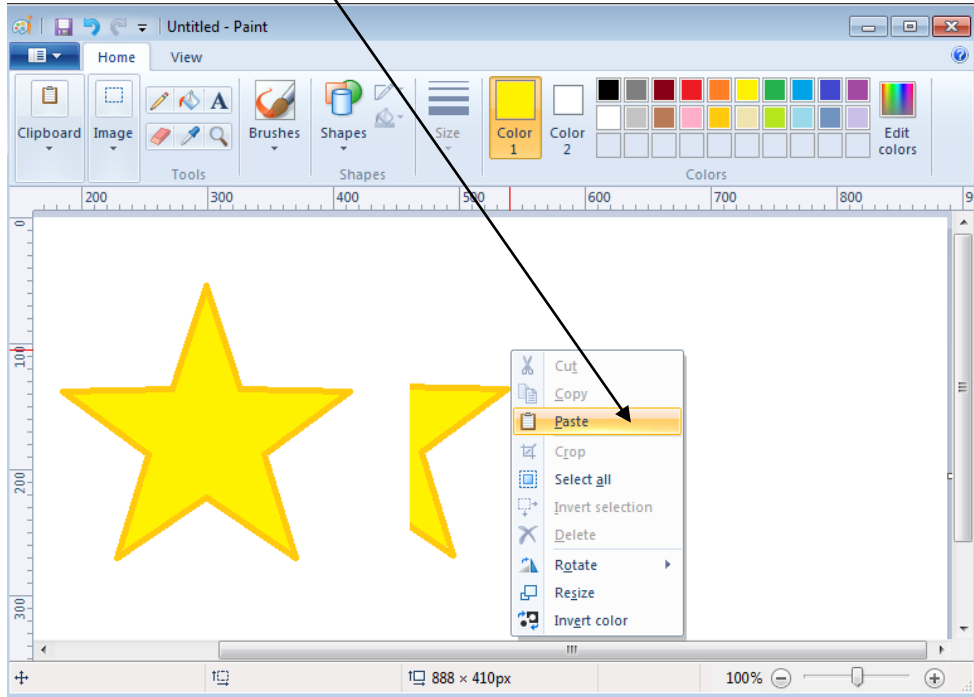 Untitled - Paint
Home View
Clipboard Image Brushes Shapes Size Color 1 Color 2 Edit colors
Tools Shapes Colors
200 300 400 500 600 700 800 9
0
100
200
300
Cut
Copy
Paste
Crop
Select all
Invert selection
Delete
Rotate
Resize
Invert color
888 × 410px 100%